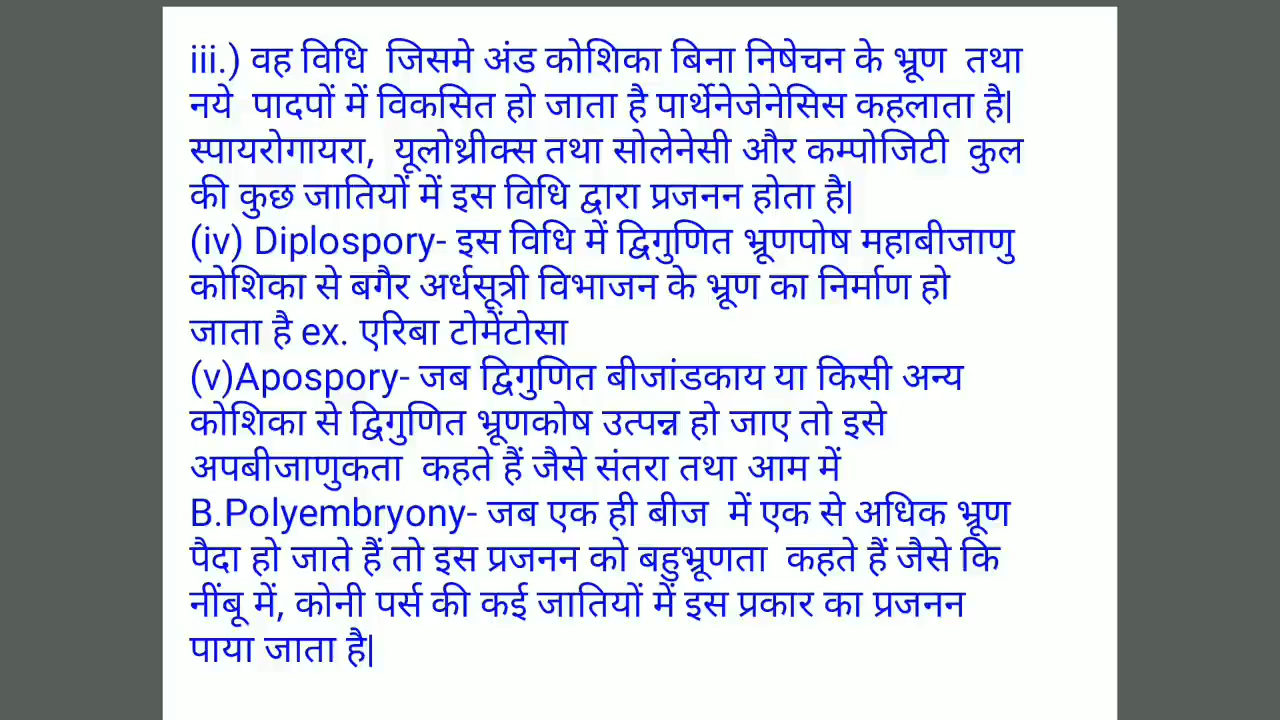 iii.) वह विधि जिसमे अंड कोशिका बिना निषेचन के भ्रूण तथा
नये पादपों में विकसित हो जाता है पार्थेनेजेनेसिस कहलाता है|
स्पायरोगायरा, यूलोथ्रीक्स तथा सोलेनेसी और कम्पोजिटी कुल
की कुछ जातियों में इस विधि द्वारा प्रजनन होता है|
(iv) Diplospory- इस विधि में द्विगुणित भ्रूणपोष महाबीजाणु
कोशिका से बगैर अर्धसूत्री विभाजन के भ्रूण का निर्माण हो
जाता है ex. एरिबा टोमेंटोसा
(v)Apospory- जब द्विगुणित बीजांडकाय या किसी अन्य
कोशिका से द्विगुणित भ्रूणकोष उत्पन्न हो जाए तो इसे
अपबीजाणुकता कहते हैं जैसे संतरा तथा आम में
B.Polyembryony- जब एक ही बीज में एक से अधिक भ्रूण
पैदा हो जाते हैं तो इस प्रजनन को बहुभ्रूणता कहते हैं जैसे कि
नींबू में, कोनी पर्स की कई जातियों में इस प्रकार का प्रजनन
पाया जाता है|